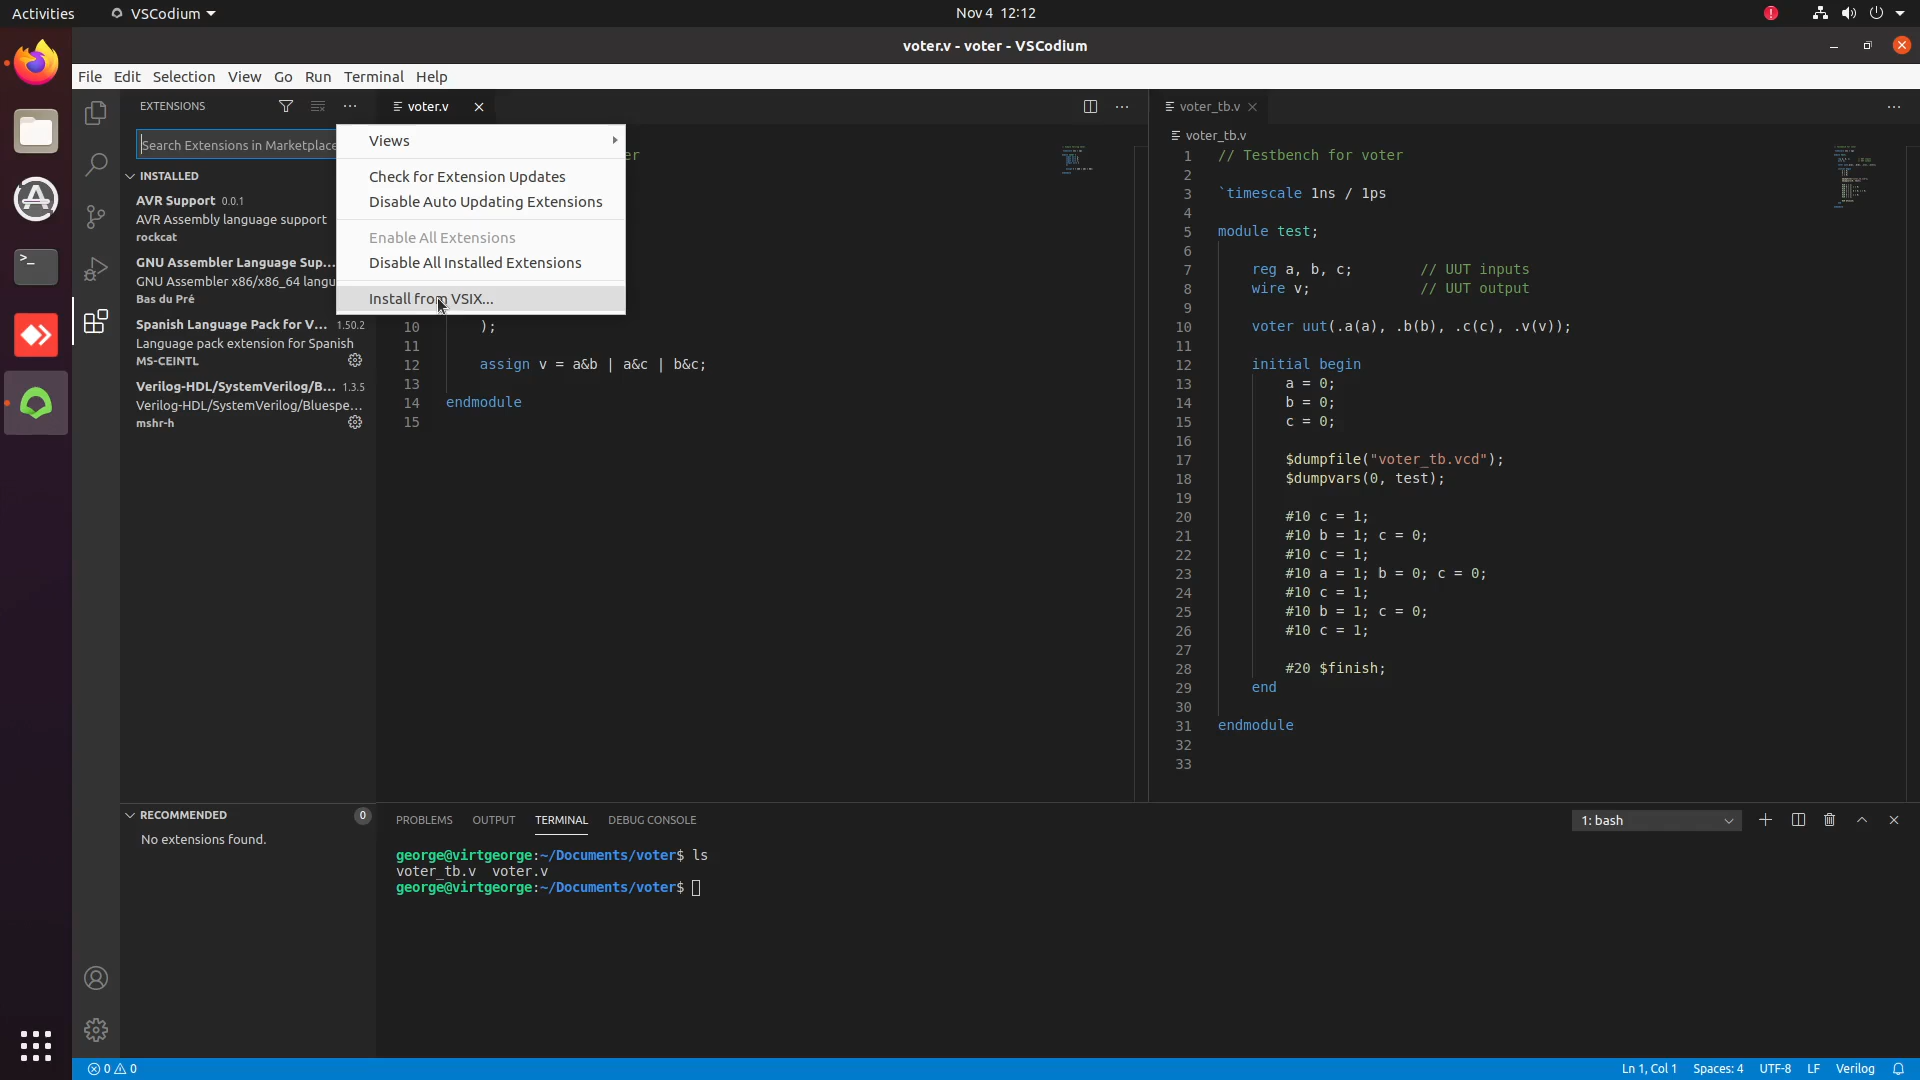 Activities
VSCodium
Nov 4 12:12
voter.v - voter - VSCodium
File Edit Selection View Go Run Terminal Help
EXTENSIONS
Search Extensions in Marketplace
INSTALLED
AVR Support 0.0.1
AVR Assembly language support
rockcat
GNU Assembler Language Sup...
GNU Assembler x86/x86_64 langu
Bas du Pré
Spanish Language Pack for V... 1.50.2
Language pack extension for Spanish
MS-CEINTL
Verilog-HDL/SystemVerilog/B... 1.3.5
Verilog-HDL/SystemVerilog/Bluespe...
mshr-h
RECOMMENDED 0
No extensions found.
Views
Check for Extension Updates
Disable Auto Updating Extensions
Enable All Extensions
Disable All Installed Extensions
Install from VSIX...
voter.v
er
10 );
11
12 assign v = a&b | a&c | b&c;
13
14 endmodule
15
voter_tb.v
voter_tb.v
1 // Testbench for voter
2
3 `timescale 1ns / 1ps
4
5 module test;
6
7 reg a, b, c; // UUT inputs
8 wire v; // UUT output
9
10 voter uut(.a(a), .b(b), .c(c), .v(v));
11
12 initial begin
13 a = 0;
14 b = 0;
15 c = 0;
16
17 $dumpfile("voter_tb.vcd");
18 $dumpvars(0, test);
19
20 #10 c = 1;
21 #10 b = 1; c = 0;
22 #10 c = 1;
23 #10 a = 1; b = 0; c = 0;
24 #10 c = 1;
25 #10 b = 1; c = 0;
26 #10 c = 1;
27
28 #20 $finish;
29 end
30
31 endmodule
32
33
PROBLEMS OUTPUT TERMINAL DEBUG CONSOLE
1: bash
george@virtgeorge:~/Documents/voter$ ls
voter_tb.v voter.v
george@virtgeorge:~/Documents/voter$
0 0
Ln 1, Col 1 Spaces: 4 UTF-8 LF Verilog